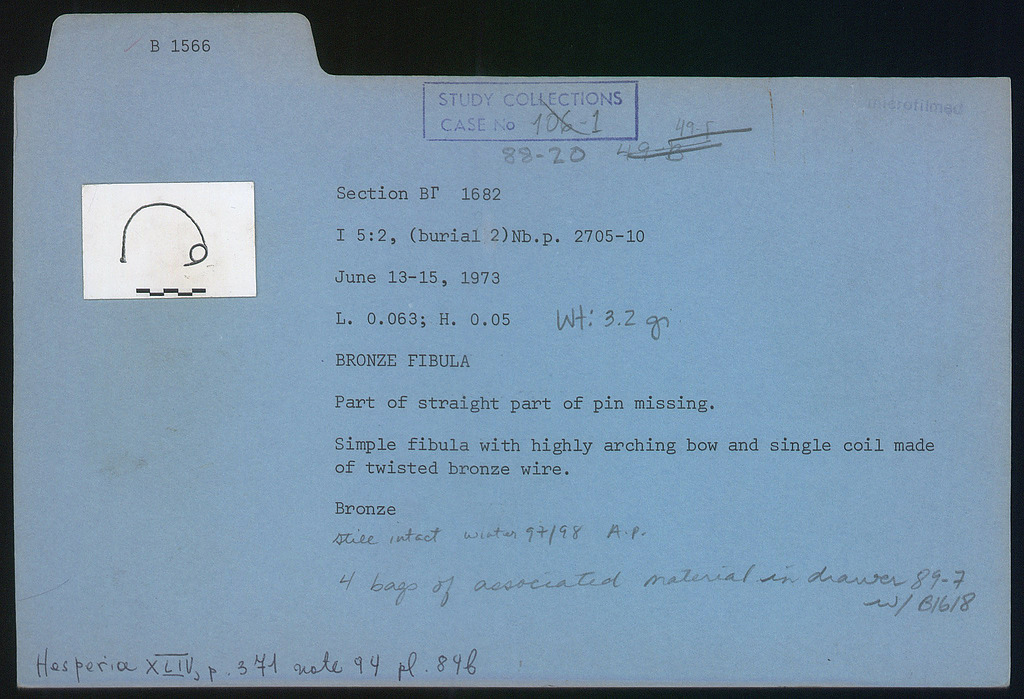 B 1566
microfilmed
STUDY COLLECTIONS
CASE No 106-1
49-E
88-20 49-B
Section BΓ 1682
I 5:2, (burial 2)Nb.p. 2705-10
June 13-15, 1973
L. 0.063; H. 0.05 Wt: 3.2 gr
BRONZE FIBULA
Part of straight part of pin missing.
Simple fibula with highly arching bow and single coil made
of twisted bronze wire.
Bronze
still intact winter 97/98 A.P.
4 bags of associated material in drawer 89-7
w/ B1618
Hesperia XLIV, p. 371 note 94 pl. 84b